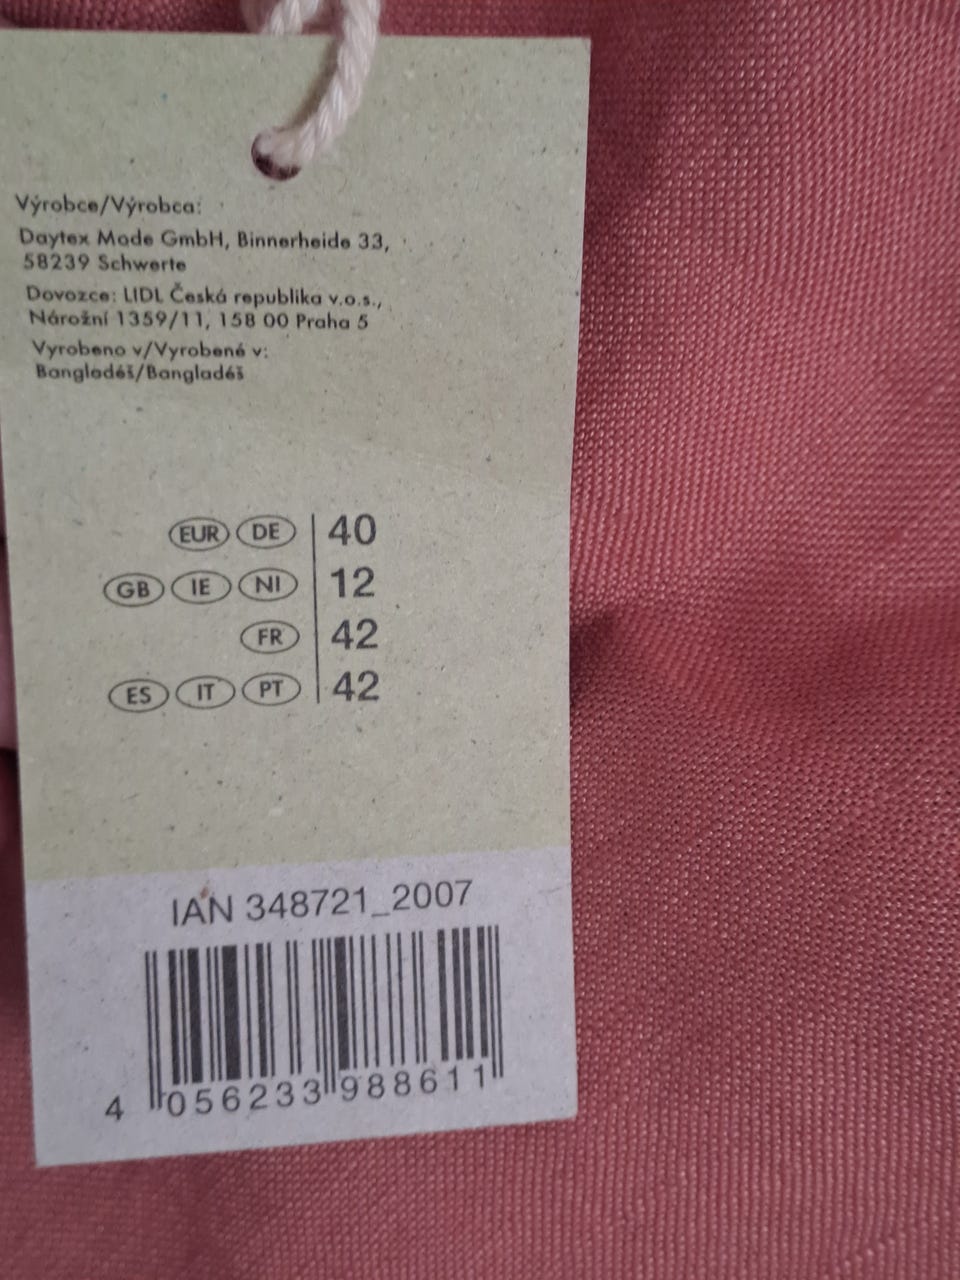 Výrobce/Výrobca:
Daytex Mode GmbH, Binnerheide 33,
58239 Schwerte
Dovozce: LIDL Česká republika v.o.s.,
Nárožní 1359/11, 158 00 Praha 5
Vyrobeno v/Vyrobené v:
Bangladéš/Bangladéš
EUR DE 40
GB IE NI 12
FR 42
ES IT PT 42
IAN 348721_2007
4 056233 988611